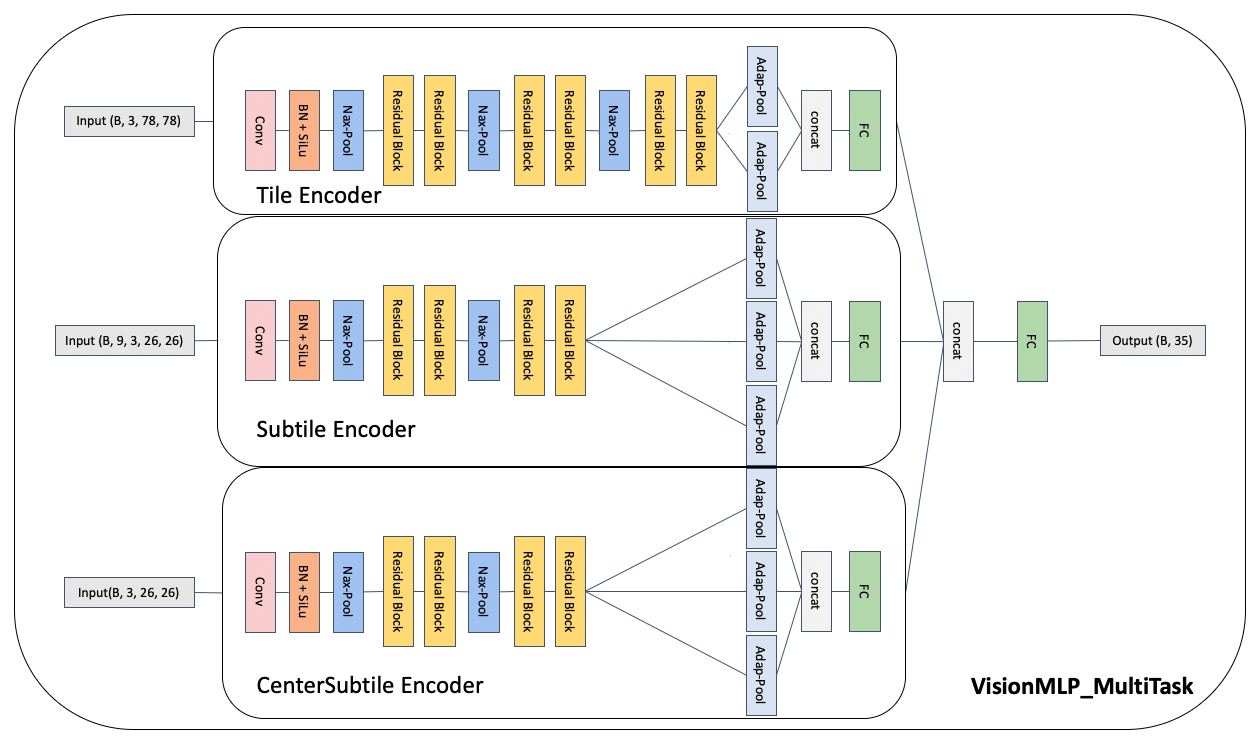 Input (B, 3, 78, 78)
Conv
BN + SiLu
Nax-Pool
Residual Block
Residual Block
Nax-Pool
Residual Block
Residual Block
Nax-Pool
Residual Block
Residual Block
Adap-Pool
Adap-Pool
concat
FC
Tile Encoder
Input (B, 9, 3, 26, 26)
Conv
BN + SiLu
Nax-Pool
Residual Block
Residual Block
Nax-Pool
Residual Block
Residual Block
Adap-Pool
Adap-Pool
Adap-Pool
concat
FC
Subtile Encoder
concat
FC
Output (B, 35)
Input(B, 3, 26, 26)
Conv
BN + SiLu
Nax-Pool
Residual Block
Residual Block
Nax-Pool
Residual Block
Residual Block
Adap-Pool
Adap-Pool
Adap-Pool
concat
FC
CenterSubtile Encoder
VisionMLP_MultiTask